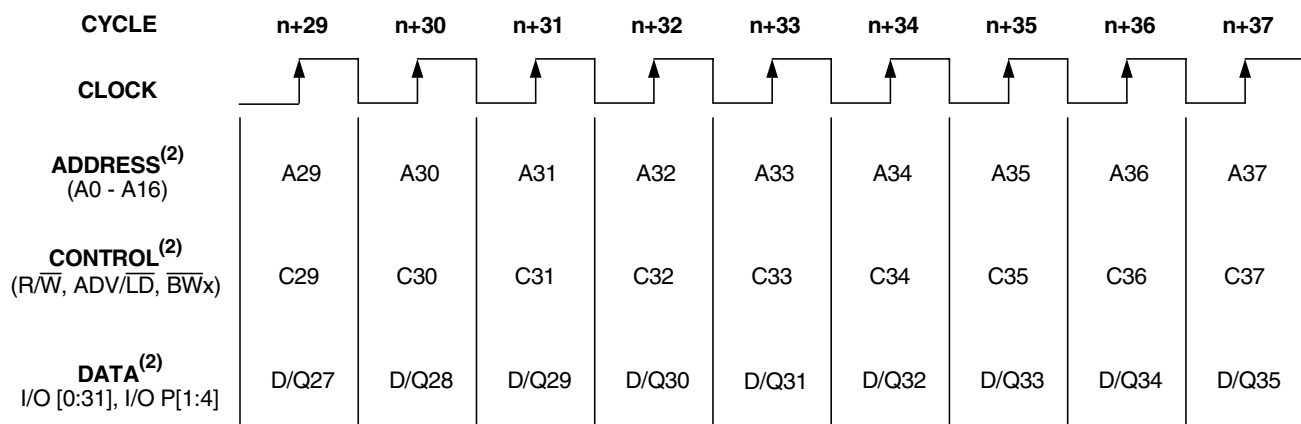 CYCLE n+29 n+30 n+31 n+32 n+33 n+34 n+35 n+36 n+37
CLOCK
ADDRESS(2)
(A0 - A16)
A29 A30 A31 A32 A33 A34 A35 A36 A37
CONTROL(2)
(R/W̅, ADV/L̅D̅, B̅W̅x)
C29 C30 C31 C32 C33 C34 C35 C36 C37
DATA(2)
I/O [0:31], I/O P[1:4]
D/Q27 D/Q28 D/Q29 D/Q30 D/Q31 D/Q32 D/Q33 D/Q34 D/Q35